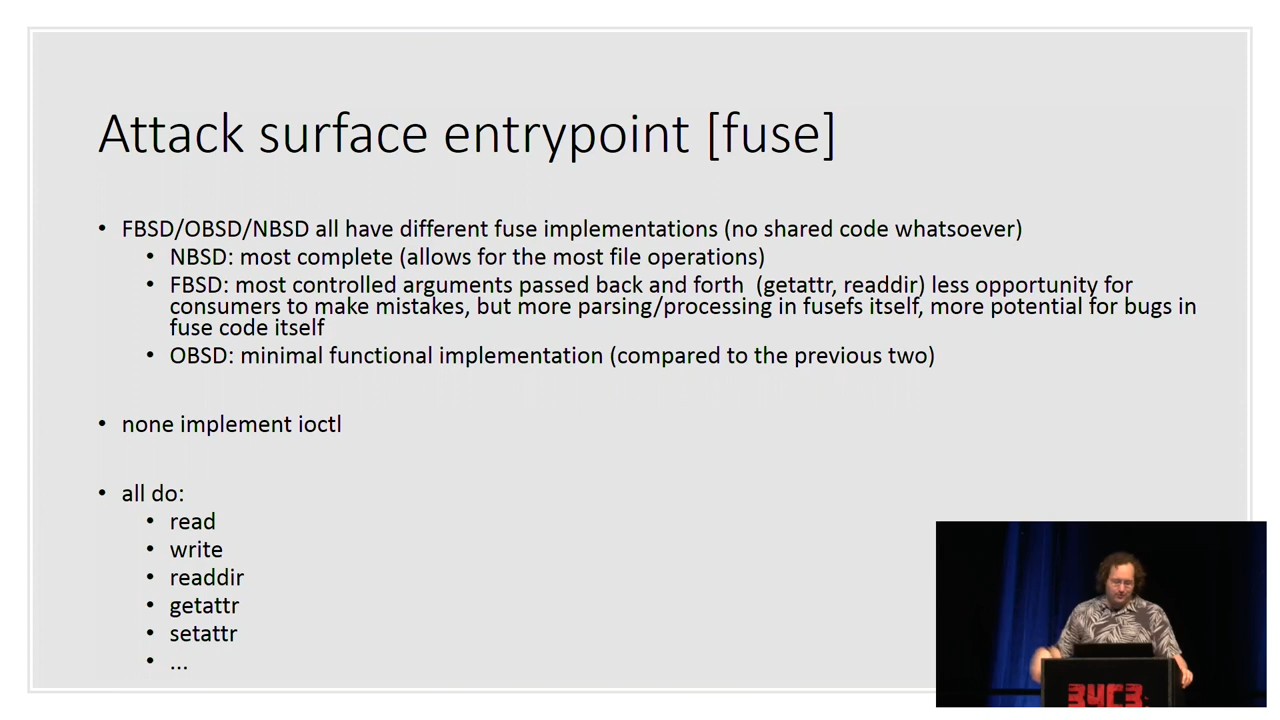 Attack surface entrypoint [fuse]
• FBSD/OBSD/NBSD all have different fuse implementations (no shared code whatsoever)
• NBSD: most complete (allows for the most file operations)
• FBSD: most controlled arguments passed back and forth (getattr, readdir) less opportunity for
consumers to make mistakes, but more parsing/processing in fusefs itself, more potential for bugs in
fuse code itself
• OBSD: minimal functional implementation (compared to the previous two)
• none implement ioctl
• all do:
• read
• write
• readdir
• getattr
• setattr
• ...
34C3